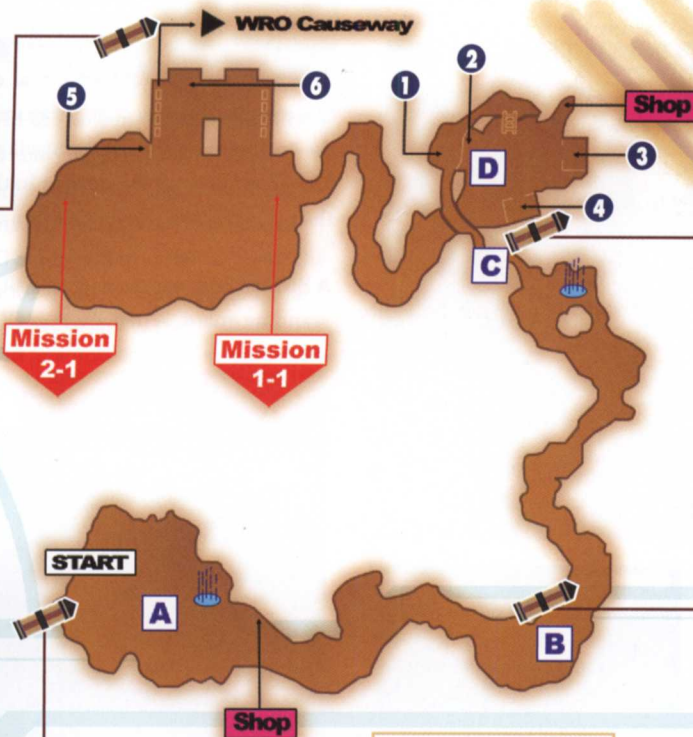 WRO Causeway
2
5
6
1
Shop
D
3
4
C
Mission
2-1
Mission
1-1
START
A
B
Shop